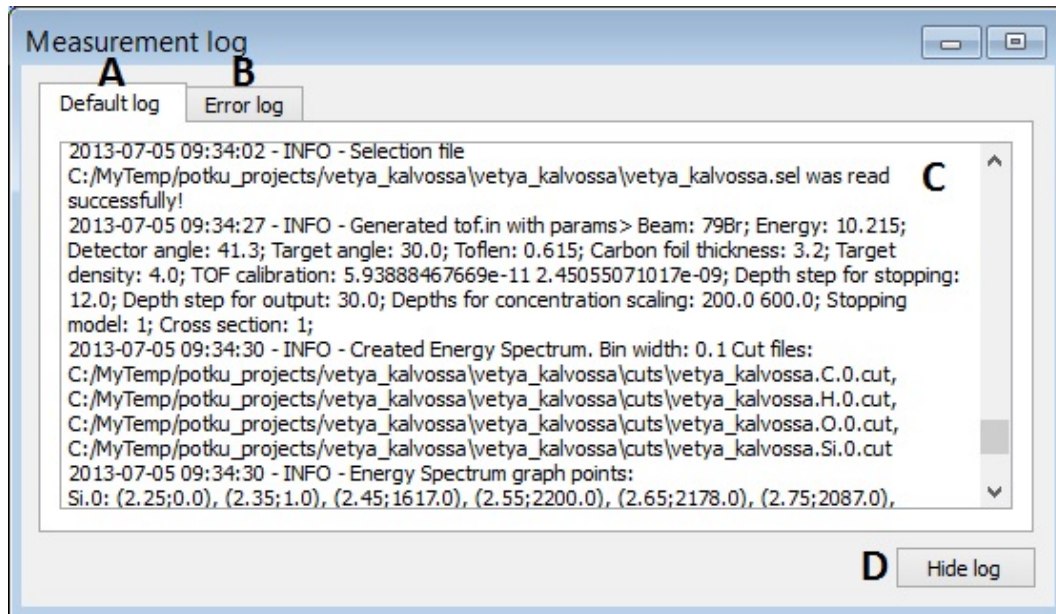 Measurement log
A
B
Default log
Error log
2013-07-05 09:34:02 - INFO - Selection file
C:/MyTemp/potku_projects/vetya_kalvossa\vetya_kalvossa\vetya_kalvossa.sel was read
successfully!
2013-07-05 09:34:27 - INFO - Generated tof.in with params> Beam: 79Br; Energy: 10.215;
Detector angle: 41.3; Target angle: 30.0; Toflen: 0.615; Carbon foil thickness: 3.2; Target
density: 4.0; TOF calibration: 5.93888467669e-11 2.45055071017e-09; Depth step for stopping:
12.0; Depth step for output: 30.0; Depths for concentration scaling: 200.0 600.0; Stopping
model: 1; Cross section: 1;
2013-07-05 09:34:30 - INFO - Created Energy Spectrum. Bin width: 0.1 Cut files:
C:/MyTemp/potku_projects/vetya_kalvossa\vetya_kalvossa\cuts\vetya_kalvossa.C.0.cut,
C:/MyTemp/potku_projects/vetya_kalvossa\vetya_kalvossa\cuts\vetya_kalvossa.H.0.cut,
C:/MyTemp/potku_projects/vetya_kalvossa\vetya_kalvossa\cuts\vetya_kalvossa.O.0.cut,
C:/MyTemp/potku_projects/vetya_kalvossa\vetya_kalvossa\cuts\vetya_kalvossa.Si.0.cut
2013-07-05 09:34:30 - INFO - Energy Spectrum graph points:
Si.0: (2.25;0.0), (2.35;1.0), (2.45;1617.0), (2.55;2200.0), (2.65;2178.0), (2.75;2087.0),
C
D
Hide log